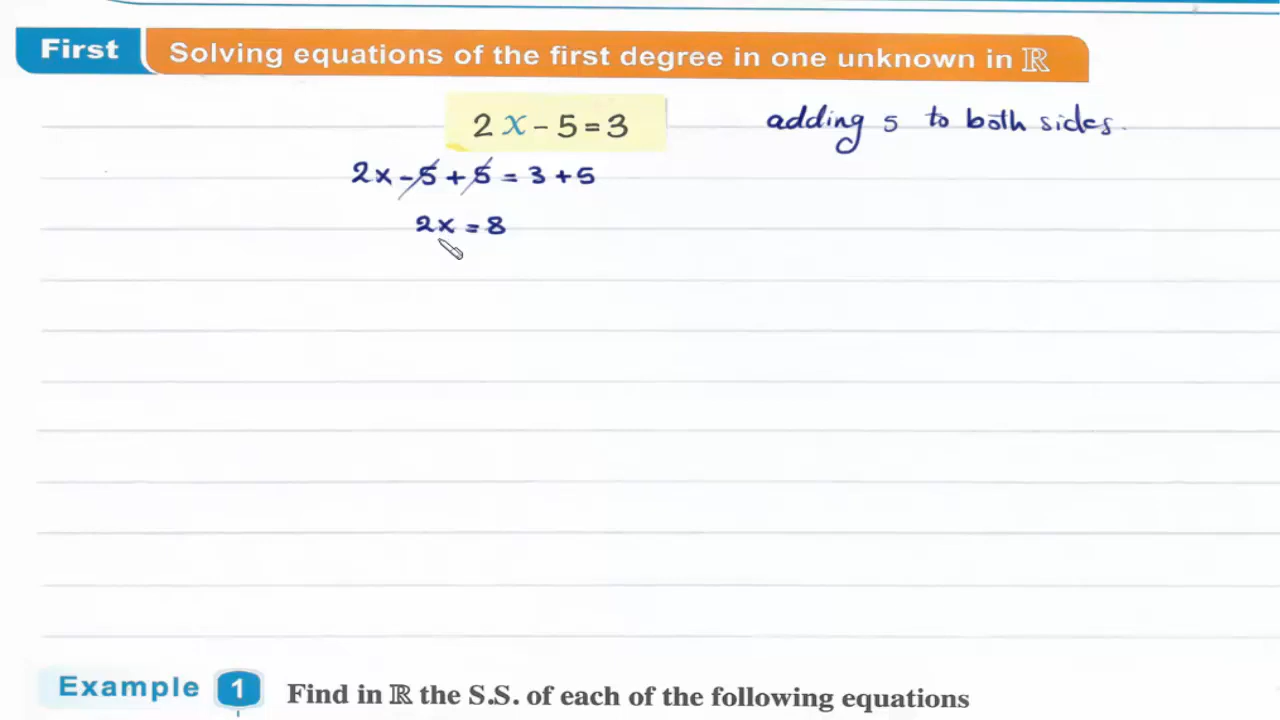 First Solving equations of the first degree in one unknown in ℝ
2x - 5 = 3 adding 5 to both sides.
2x - 5 + 5 = 3 + 5
2x = 8
Example 1 Find in ℝ the S.S. of each of the following equations